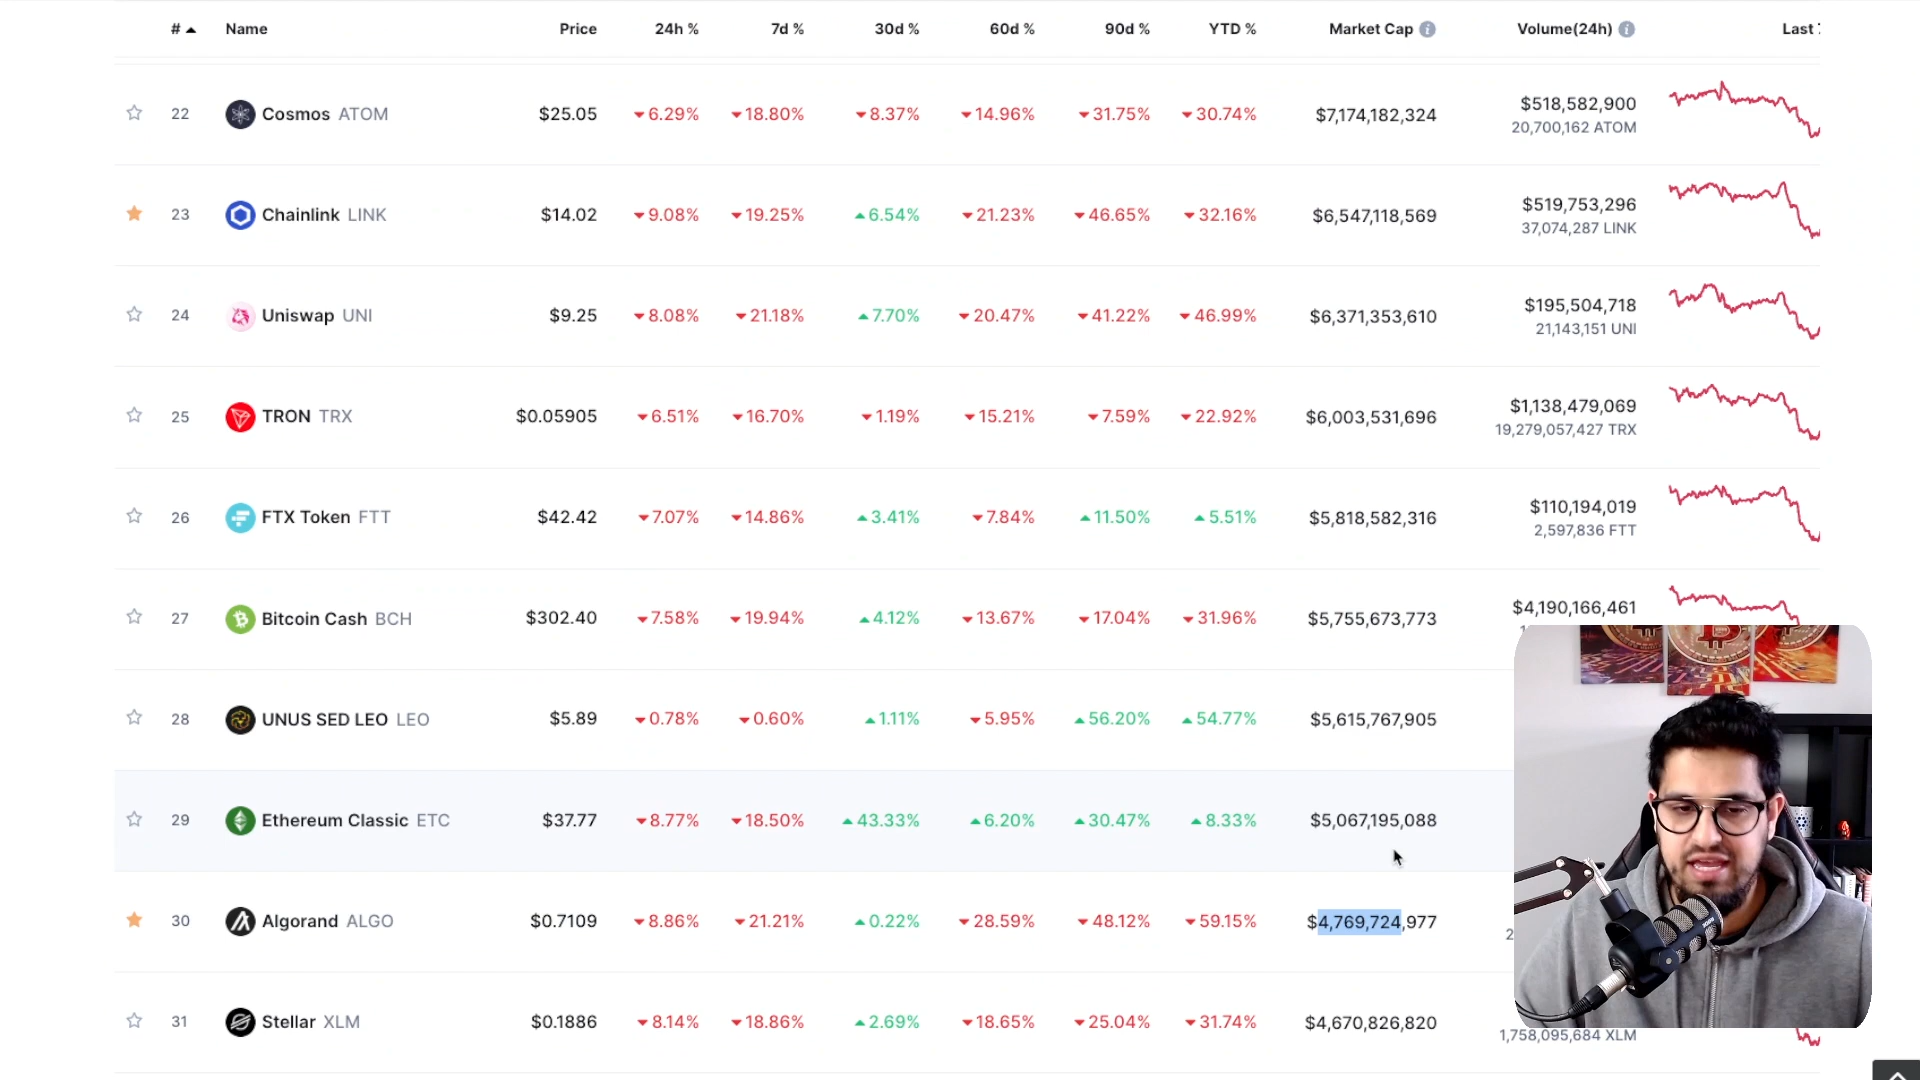 # Name Price 24h % 7d % 30d % 60d % 90d % YTD % Market Cap Volume(24h) Last
22 Cosmos ATOM $25.05 6.29% 18.80% 8.37% 14.96% 31.75% 30.74% $7,174,182,324 $518,582,900
20,700,162 ATOM
23 Chainlink LINK $14.02 9.08% 19.25% 6.54% 21.23% 46.65% 32.16% $6,547,118,569 $519,753,296
37,074,287 LINK
24 Uniswap UNI $9.25 8.08% 21.18% 7.70% 20.47% 41.22% 46.99% $6,371,353,610 $195,504,718
21,143,151 UNI
25 TRON TRX $0.05905 6.51% 16.70% 1.19% 15.21% 7.59% 22.92% $6,003,531,696 $1,138,479,069
19,279,057,427 TRX
26 FTX Token FTT $42.42 7.07% 14.86% 3.41% 7.84% 11.50% 5.51% $5,818,582,316 $110,194,019
2,597,836 FTT
27 Bitcoin Cash BCH $302.40 7.58% 19.94% 4.12% 13.67% 17.04% 31.96% $5,755,673,773 $4,190,166,461
28 UNUS SED LEO LEO $5.89 0.78% 0.60% 1.11% 5.95% 56.20% 54.77% $5,615,767,905
29 Ethereum Classic ETC $37.77 8.77% 18.50% 43.33% 6.20% 30.47% 8.33% $5,067,195,088
30 Algorand ALGO $0.7109 8.86% 21.21% 0.22% 28.59% 48.12% 59.15% $4,769,724,977
2
31 Stellar XLM $0.1886 8.14% 18.86% 2.69% 18.65% 25.04% 31.74% $4,670,826,820
1,758,095,684 XLM